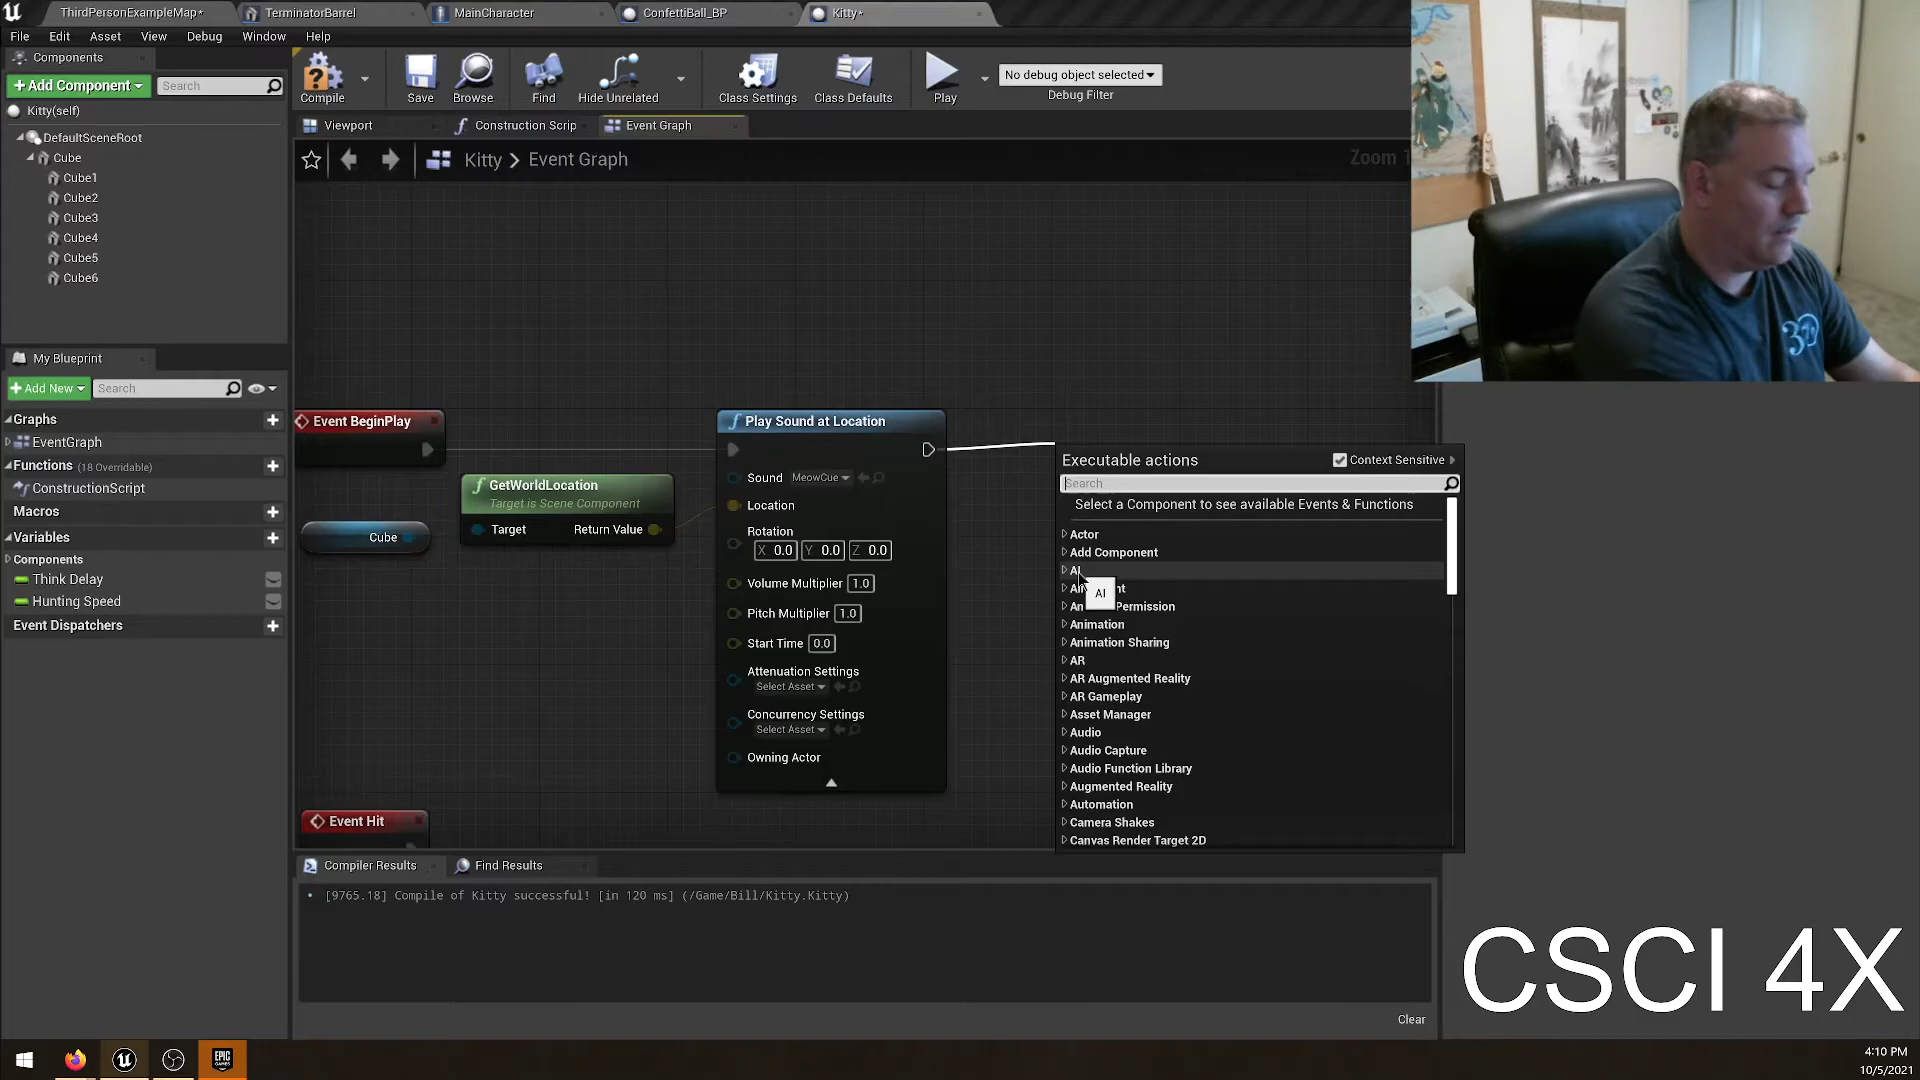 ThirdPersonExampleMap*
TerminatorBarrel
MainCharacter
ConfettiBall_BP
Kitty*
File Edit Asset View Debug Window Help
Components
+Add Component
Search
Kitty(self)
DefaultSceneRoot
Cube
Cube1
Cube2
Cube3
Cube4
Cube5
Cube6
My Blueprint
+Add New
Search
Graphs
EventGraph
Functions (18 Overridable)
ConstructionScript
Macros
Variables
Components
Think Delay
Hunting Speed
Event Dispatchers
Compile
Save
Browse
Find
Hide Unrelated
Class Settings
Class Defaults
Play
No debug object selected
Debug Filter
Viewport
Construction Scrip
Event Graph
Kitty > Event Graph
Zoom 1
Event BeginPlay
GetWorldLocation
Target is Scene Component
Target Return Value
Cube
Play Sound at Location
Sound MeowCue
Location
Rotation
X 0.0 Y 0.0 Z 0.0
Volume Multiplier 1.0
Pitch Multiplier 1.0
Start Time 0.0
Attenuation Settings
Select Asset
Concurrency Settings
Select Asset
Owning Actor
Event Hit
Executable actions
Context Sensitive
Search
Select a Component to see available Events & Functions
Actor
Add Component
AI
AI
Permission
Animation
Animation Sharing
AR
AR Augmented Reality
AR Gameplay
Asset Manager
Audio
Audio Capture
Audio Function Library
Augmented Reality
Automation
Camera Shakes
Canvas Render Target 2D
Compiler Results
Find Results
[9765.18] Compile of Kitty successful! [in 120 ms] (/Game/Bill/Kitty.Kitty)
Clear
CSCI 4X
EPIC
GAMES
4:10 PM
10/5/2021